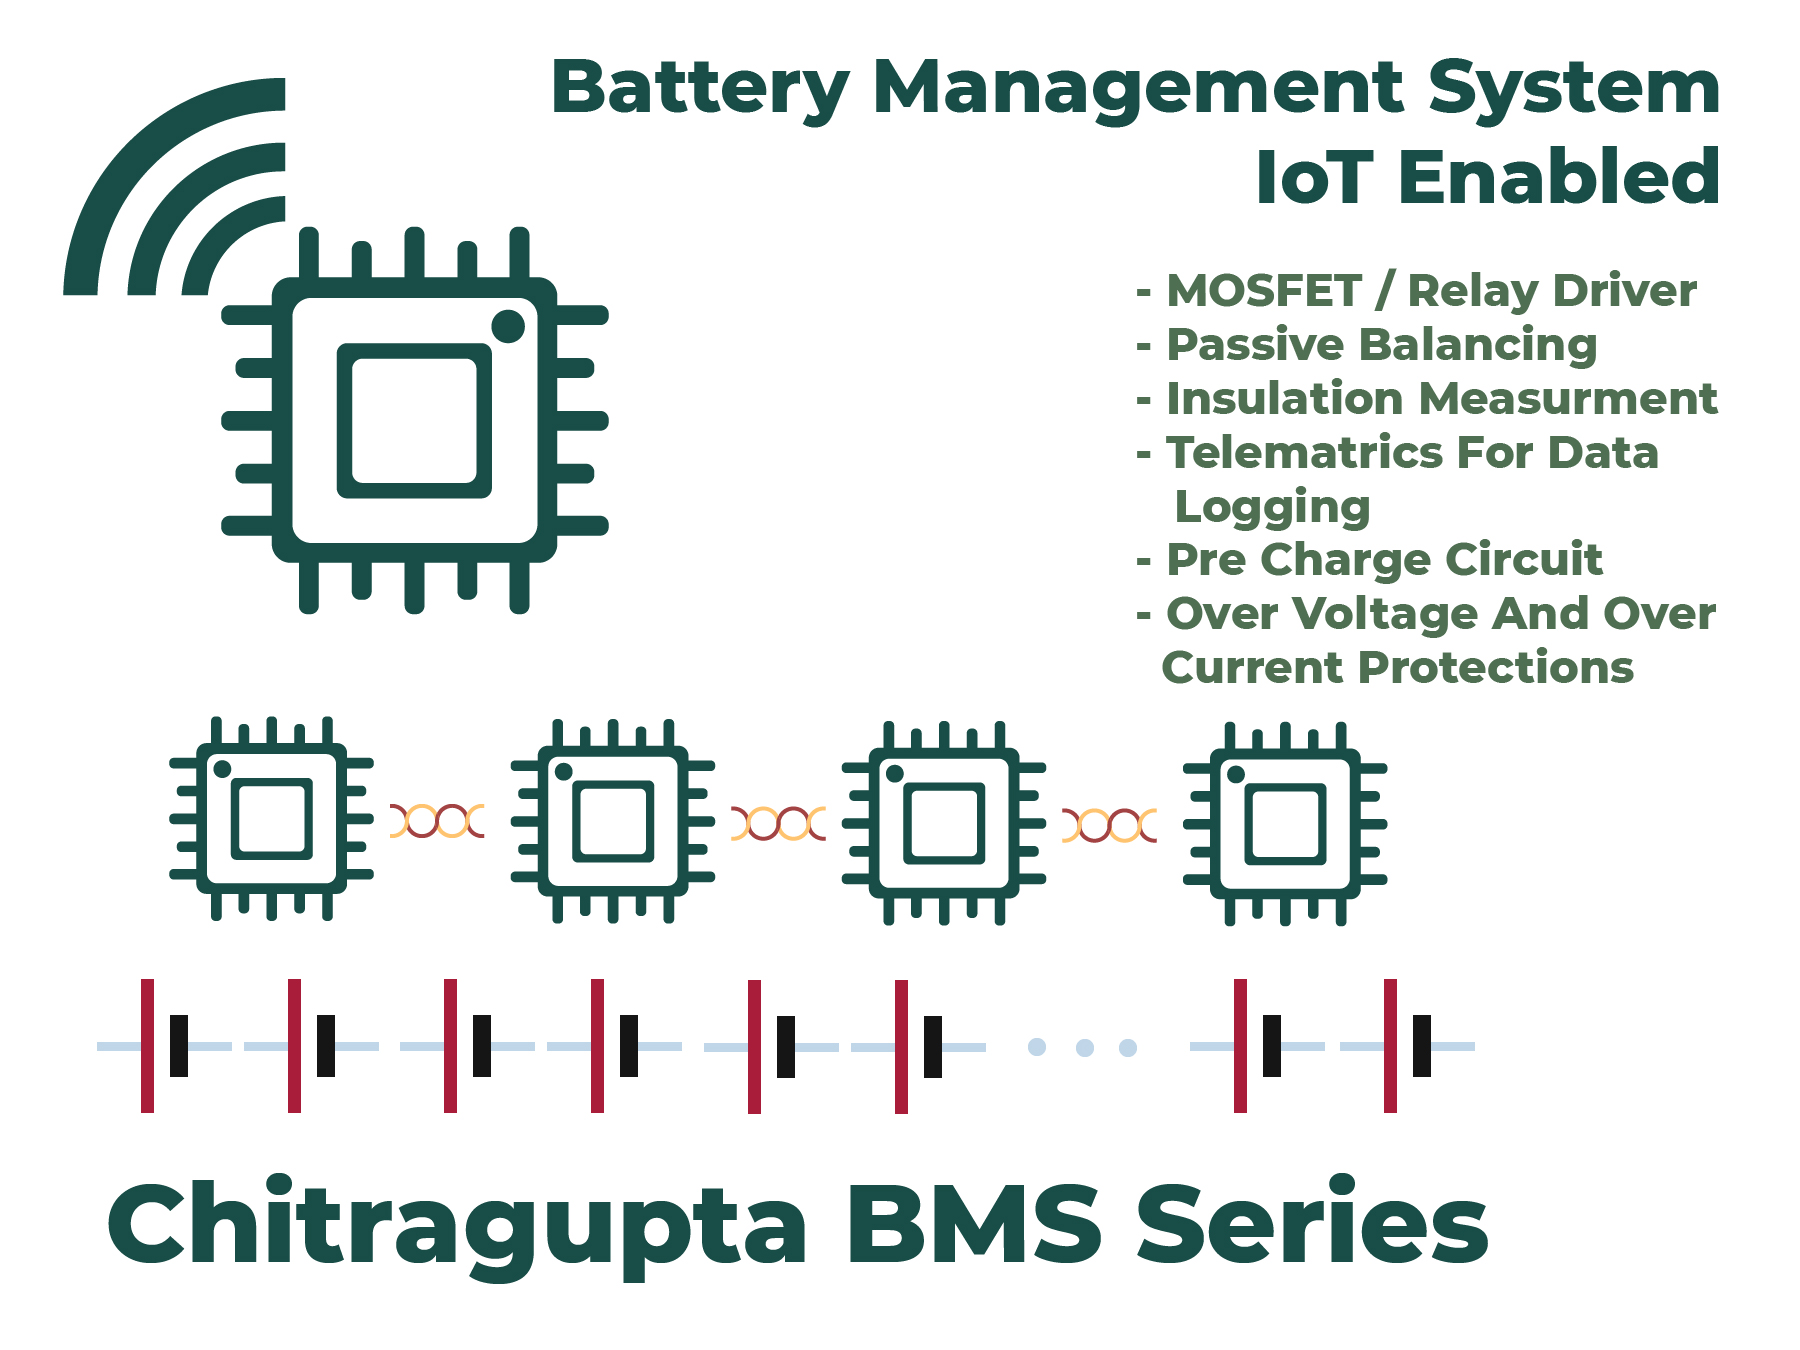 Battery Management System
IoT Enabled
- MOSFET / Relay Driver
- Passive Balancing
- Insulation Measurment
- Telematrics For Data
Logging
- Pre Charge Circuit
- Over Voltage And Over
Current Protections
Chitragupta BMS Series